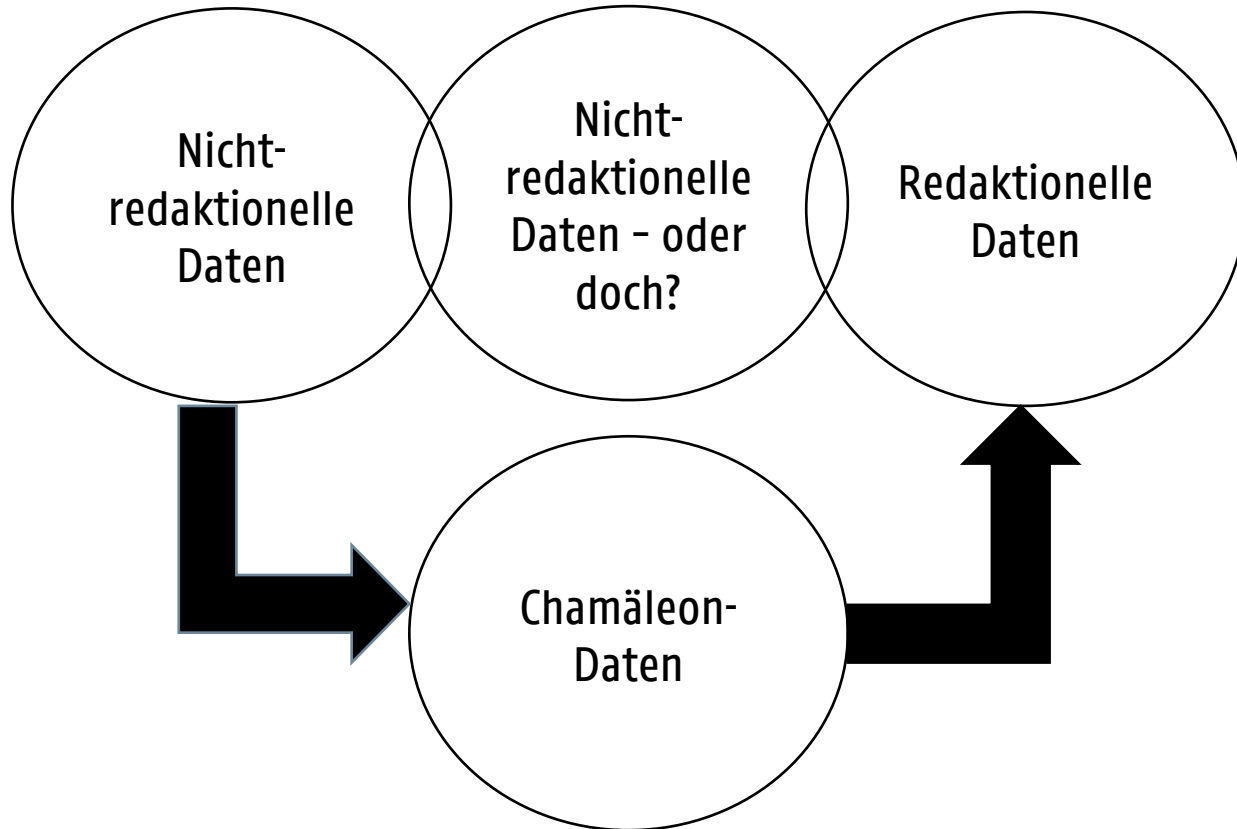 Nicht-
redaktionelle
Daten
Nicht-
redaktionelle
Daten – oder
doch?
Redaktionelle
Daten
Chamäleon-
Daten